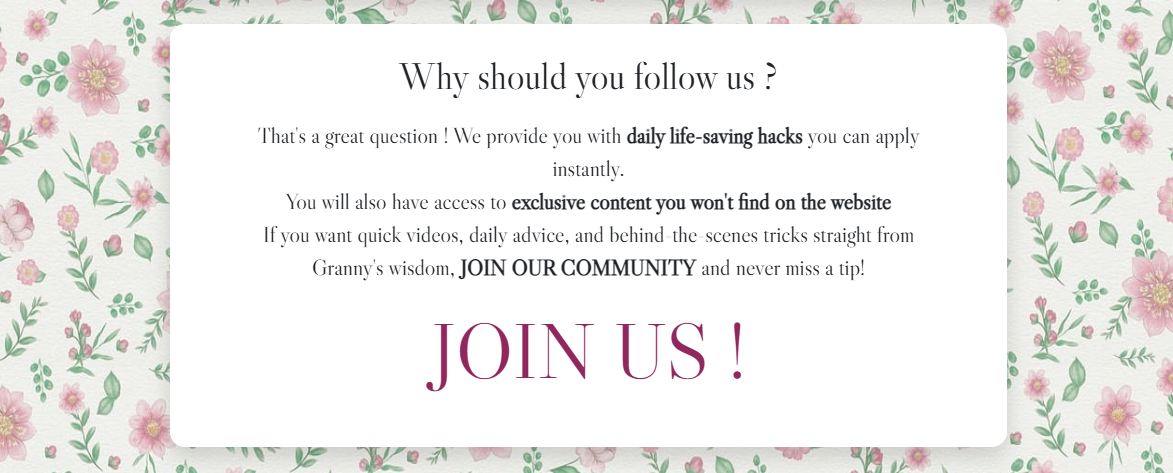 Why should you follow us ?
That's a great question ! We provide you with daily life-saving hacks you can apply
instantly.
You will also have access to exclusive content you won't find on the website
If you want quick videos, daily advice, and behind-the-scenes tricks straight from
Granny's wisdom, JOIN OUR COMMUNITY and never miss a tip!
JOIN US !